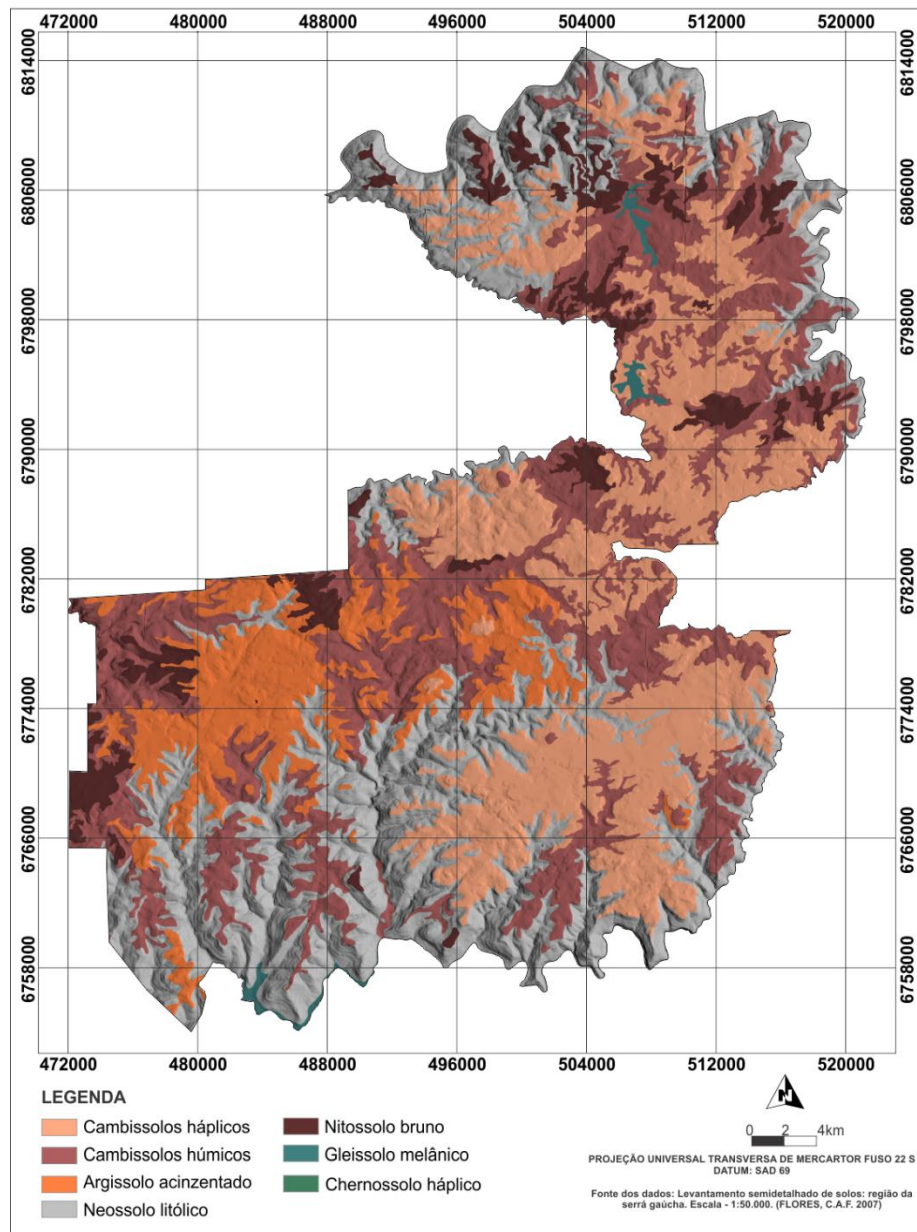 472000 480000 488000 496000 504000 512000 520000
6814000 6814000
6806000 6806000
6798000 6798000
6790000 6790000
6782000 6782000
6774000 6774000
6766000 6766000
6758000 6758000
472000 480000 488000 496000 504000 512000 520000
LEGENDA
Cambissolos háplicos
Cambissolos húmicos
Argissolo acinzentado
Neossolo litólico
Nitossolo bruno
Gleissolo melânico
Chernossolo háplico
N
0 2 4km
PROJEÇÃO UNIVERSAL TRANSVERSA DE MERCARTOR FUSO 22 S
DATUM: SAD 69
Fonte dos dados: Levantamento semidetalhado de solos: região da
serrá gaúcha. Escala - 1:50.000. (FLORES, C.A.F. 2007)